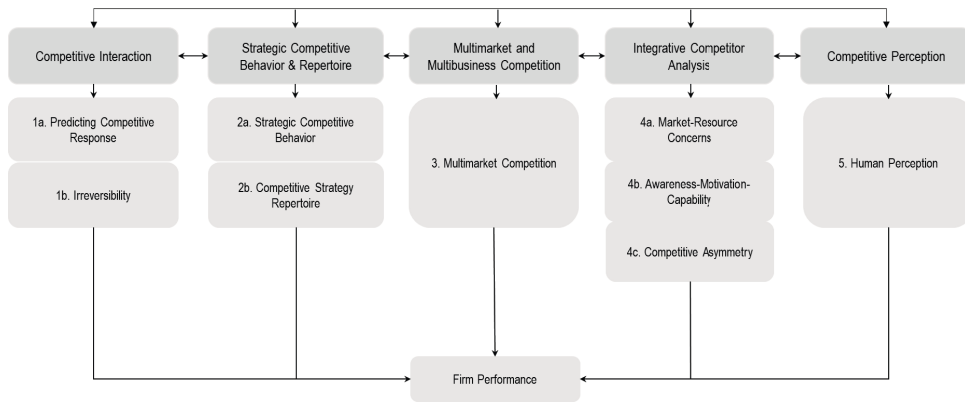 Competitive Interaction
Strategic Competitive
Behavior & Repertoire
Multimarket and
Multibusiness Competition
Integrative Competitor
Analysis
Competitive Perception
1a. Predicting Competitive
Response
1b. Irreversibility
2a. Strategic Competitive
Behavior
2b. Competitive Strategy
Repertoire
3. Multimarket Competition
4a. Market-Resource
Concerns
4b. Awareness-Motivation-
Capability
4c. Competitive Asymmetry
5. Human Perception
Firm Performance